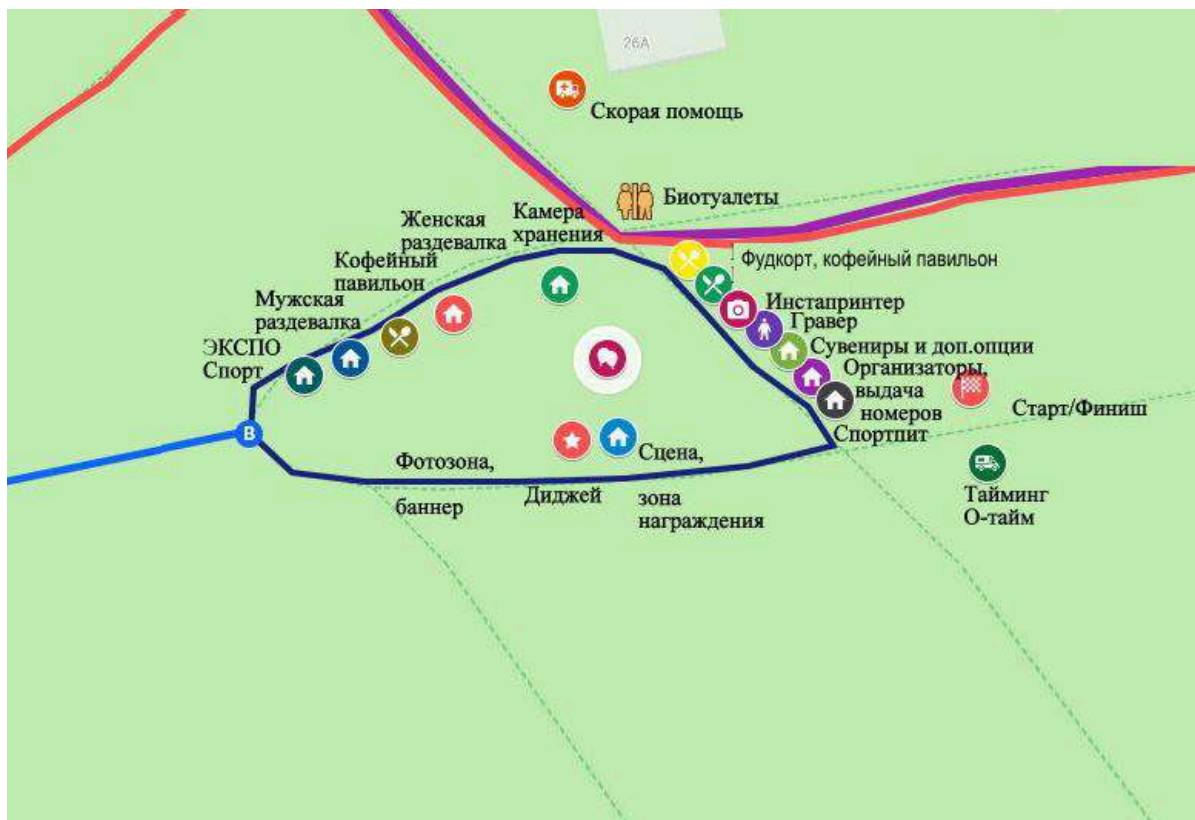 26А
Скорая помощь
Биотуалеты
Камера
хранения
Женская
раздевалка
Кофейный
павильон
Мужская
раздевалка
ЭКСПО
Спорт
Фудкорт, кофейный павильон
Инстапринтер
Гравер
Сувениры и доп.опции
Организаторы,
выдача
номеров
Спортпит
Старт/Финиш
Тайминг
О-тайм
В
Фотозона,
баннер
Диджей
Сцена,
зона
награждения